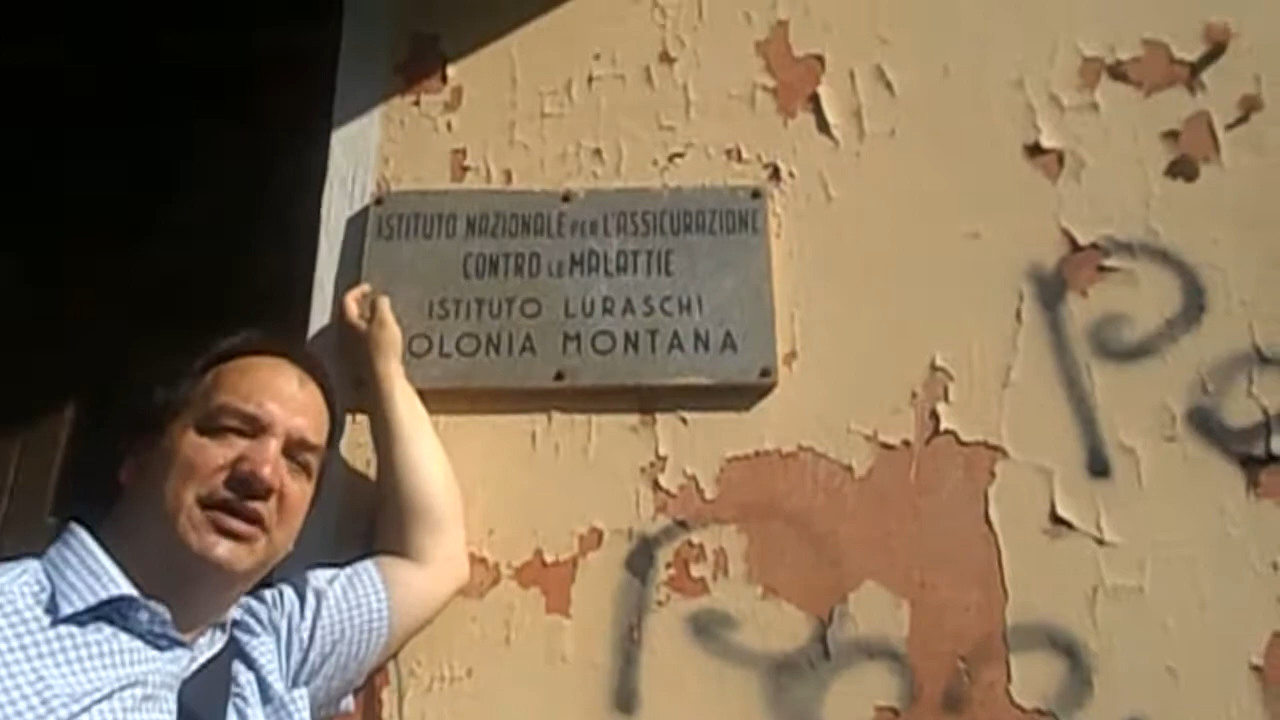 ISTITUTO NAZIONALE PER L'ASSICURAZIONE
CONTRO LE MALATTIE
ISTITUTO LURASCHI
OLONIA MONTANA